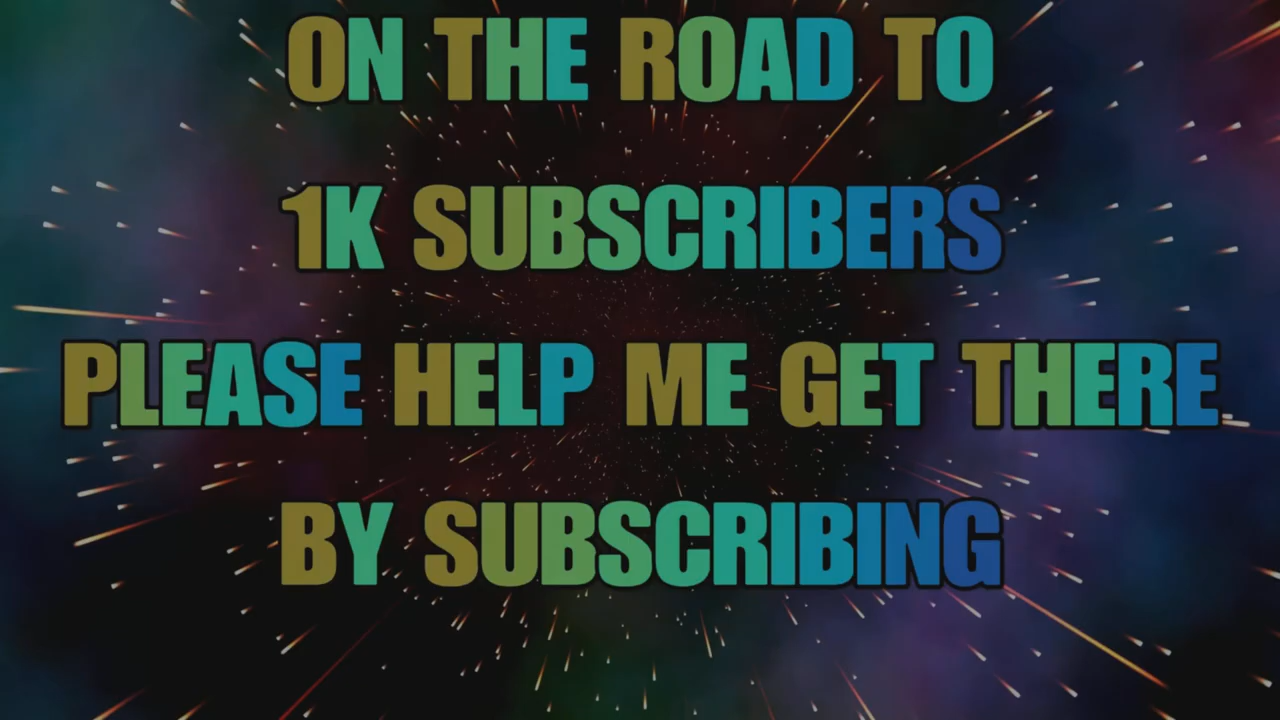 ON THE ROAD TO
1K SUBSCRIBERS
PLEASE HELP ME GET THERE
BY SUBSCRIBING